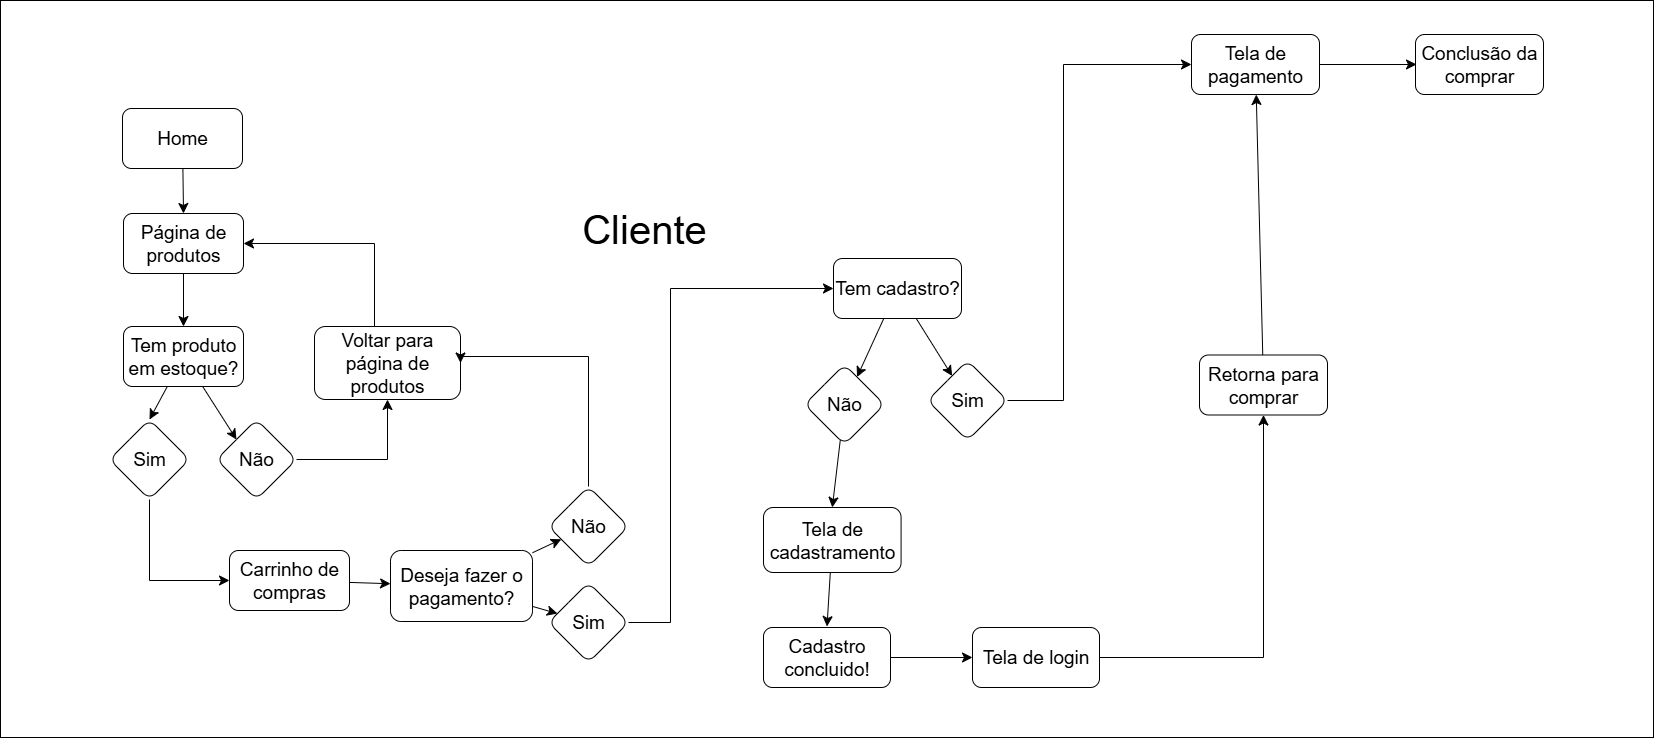 Home
Página de
produtos
Tem produto
em estoque?
Sim
Não
Voltar para
página de
produtos
Carrinho de
compras
Deseja fazer o
pagamento?
Não
Sim
Cliente
Tem cadastro?
Não
Sim
Tela de
cadastramento
Cadastro
concluido!
Tela de login
Retorna para
comprar
Tela de
pagamento
Conclusão da
comprar